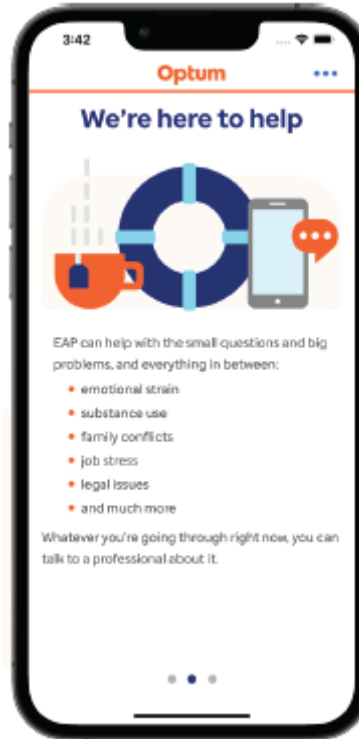 3:42
Optum
We're here to help
EAP can help with the small questions and big
problems, and everything in between:
• emotional strain
• substance use
• family conflicts
• job stress
• legal issues
• and much more
Whatever you're going through right now, you can
talk to a professional about it.